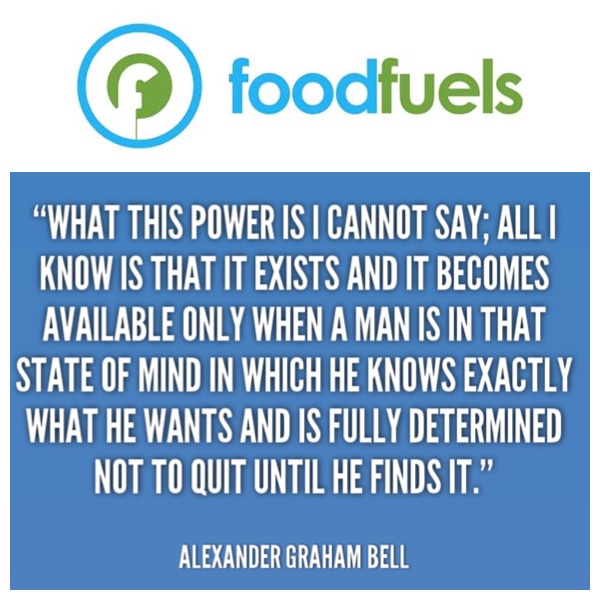 foodfuels
“WHAT THIS POWER IS I CANNOT SAY; ALL I
KNOW IS THAT IT EXISTS AND IT BECOMES
AVAILABLE ONLY WHEN A MAN IS IN THAT
STATE OF MIND IN WHICH HE KNOWS EXACTLY
WHAT HE WANTS AND IS FULLY DETERMINED
NOT TO QUIT UNTIL HE FINDS IT.”
ALEXANDER GRAHAM BELL